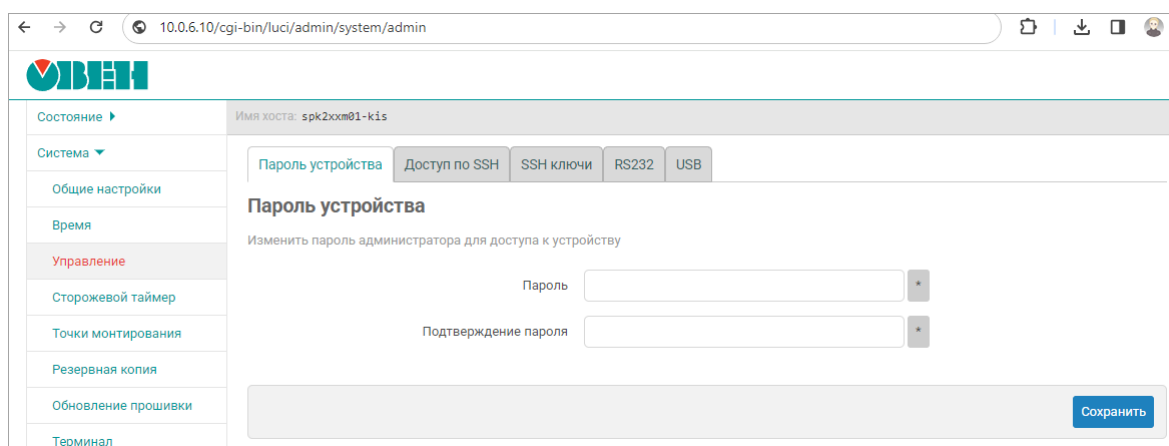 10.0.6.10/cgi-bin/luci/admin/system/admin
ОВЕН
Состояние
Имя хоста: spk2xxm01-kis
Система
Общие настройки
Время
Управление
Сторожевой таймер
Точки монтирования
Резервная копия
Обновление прошивки
Терминал
Пароль устройства
Доступ по SSH
SSH ключи
RS232
USB
Пароль устройства
Изменить пароль администратора для доступа к устройству
Пароль
*
Подтверждение пароля
*
Сохранить